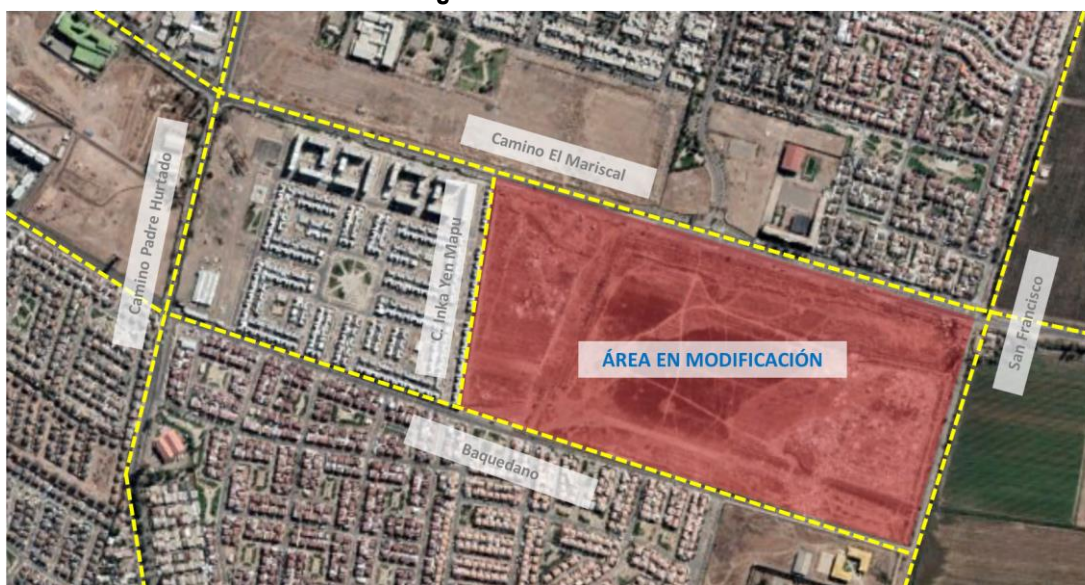 Camino El Mariscal
Camino Padre Hurtado
C. Inka Yen Mapu
San Francisco
ÁREA EN MODIFICACIÓN
Baquedano